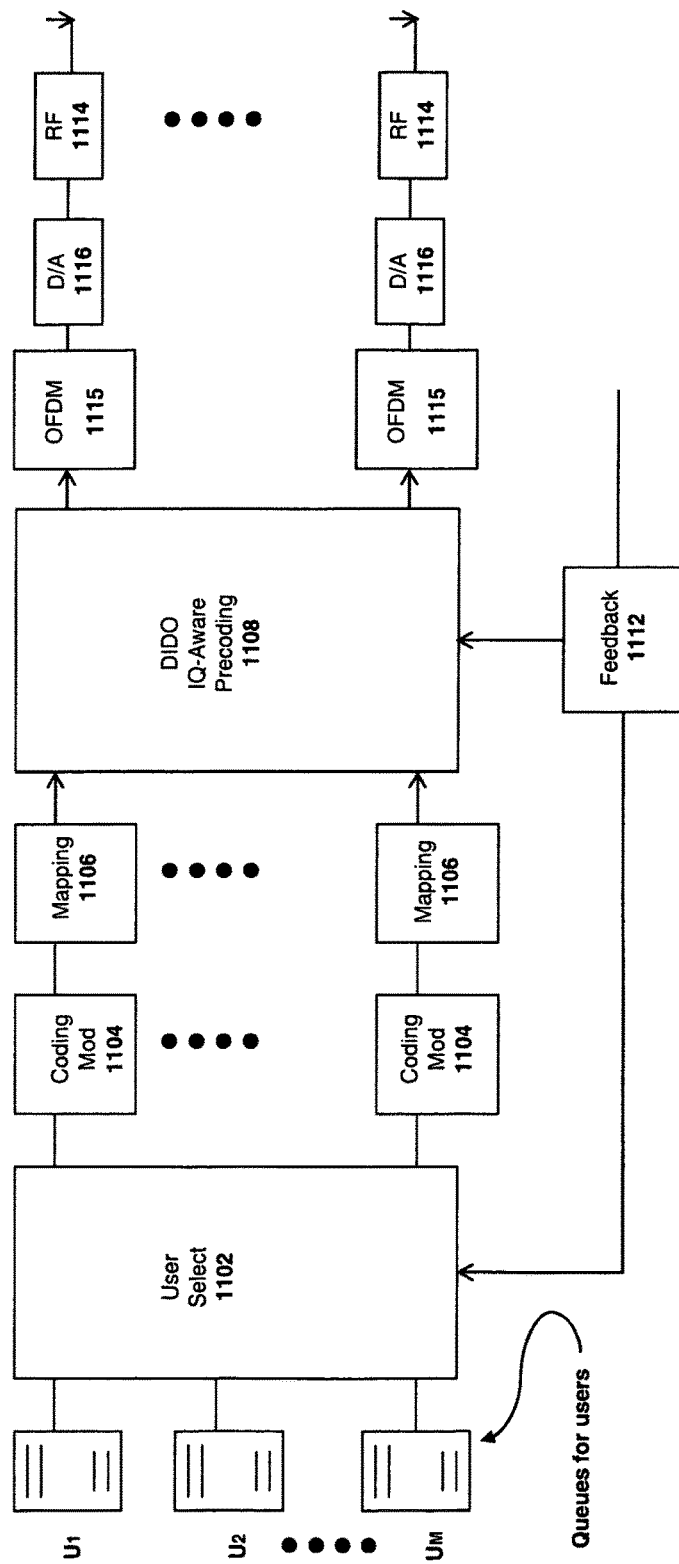 U1
U2
UM
Queues for users
User
Select
1102
Coding
Mod
1104
Coding
Mod
1104
Mapping
1106
Mapping
1106
DIDO
IQ-Aware
Precoding
1108
Feedback
1112
OFDM
1115
OFDM
1115
D/A
1116
D/A
1116
RF
1114
RF
1114